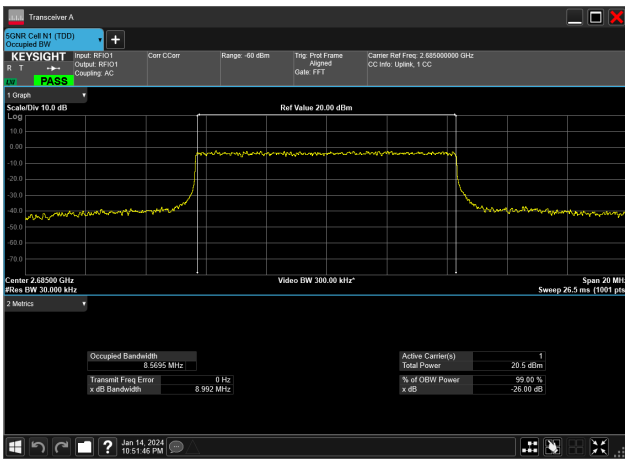 Transceiver A
5GNR Cell N1 (TDD)
Occupied BW
KEYSIGHT
R T
PASS
Input: RFIO1
Output: RFIO1
Coupling: AC
Corr CCorr
Range: -60 dBm
Trig: Prot Frame
Aligned
Gate: FFT
Carrier Ref Freq: 2.685000000 GHz
CC Info: Uplink, 1 CC
1 Graph
Scale/Div 10.0 dB
Ref Value 20.00 dBm
Log
10.0
0.00
-10.0
-20.0
-30.0
-40.0
-50.0
-60.0
-70.0
Center 2.68500 GHz
Video BW 300.00 kHz*
Span 20 MHz
#Res BW 30.000 kHz
Sweep 26.5 ms (1001 pts
2 Metrics
Occupied Bandwidth
8.5695 MHz
Active Carrier(s) 1
Total Power 20.5 dBm
Transmit Freq Error 0 Hz
x dB Bandwidth 8.992 MHz
% of OBW Power 99.00 %
x dB -26.00 dB
Jan 14, 2024
10:51:46 PM